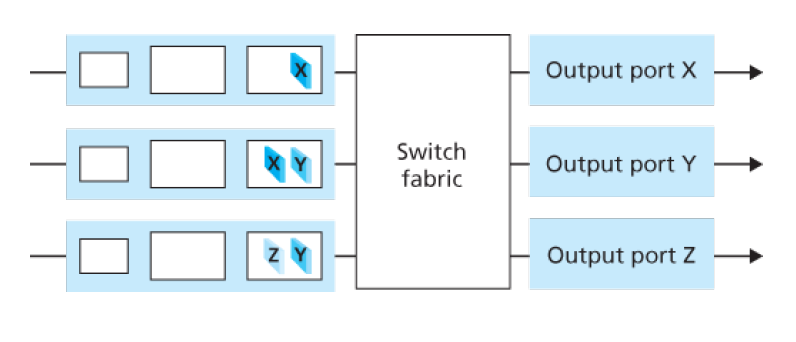 X
Output port X
X Y
Switch
fabric
Output port Y
Z Y
Output port Z